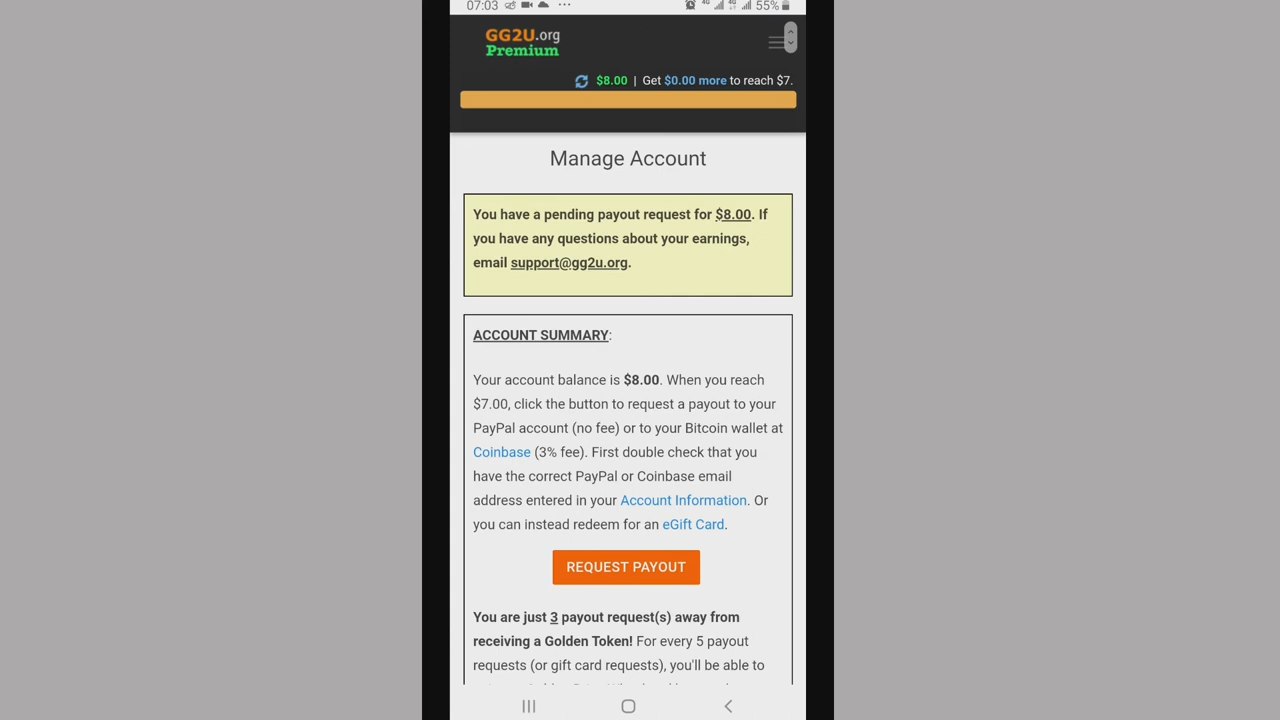 07:03 ... 4G 4G 55%
GG2U.org
Premium
$8.00 | Get $0.00 more to reach $7.
Manage Account
You have a pending payout request for $8.00. If
you have any questions about your earnings,
email support@gg2u.org.
ACCOUNT SUMMARY:
Your account balance is $8.00. When you reach
$7.00, click the button to request a payout to your
PayPal account (no fee) or to your Bitcoin wallet at
Coinbase (3% fee). First double check that you
have the correct PayPal or Coinbase email
address entered in your Account Information. Or
you can instead redeem for an eGift Card.
REQUEST PAYOUT
You are just 3 payout request(s) away from
receiving a Golden Token! For every 5 payout
requests (or gift card requests), you'll be able to